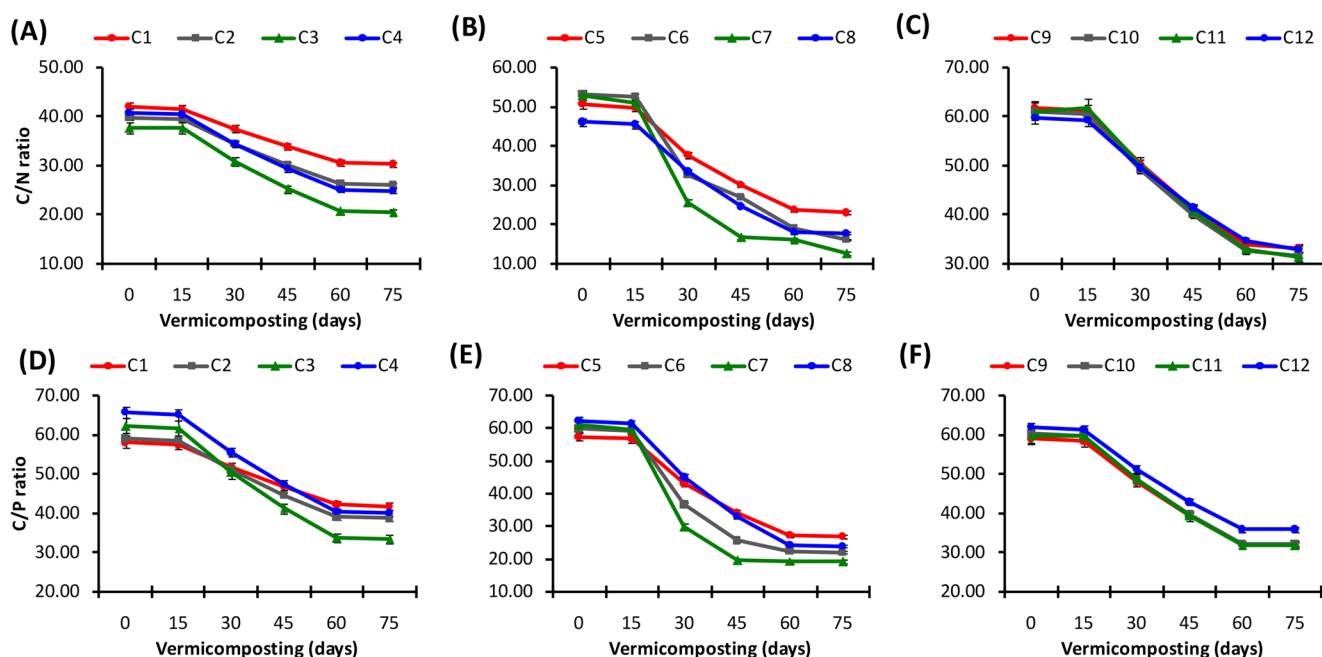 (A)
C1 C2 C3 C4
50.00
40.00
30.00
20.00
10.00
C/N ratio
0 15 30 45 60 75
Vermicomposting (days)
(B)
C5 C6 C7 C8
60.00
50.00
40.00
30.00
20.00
10.00
0 15 30 45 60 75
Vermicomposting (days)
(C)
C9 C10 C11 C12
70.00
60.00
50.00
40.00
30.00
0 15 30 45 60 75
Vermicomposting (days)
(D)
C1 C2 C3 C4
80.00
70.00
60.00
50.00
40.00
30.00
20.00
C/P ratio
0 15 30 45 60 75
Vermicomposting (days)
(E)
C5 C6 C7 C8
80.00
70.00
60.00
50.00
40.00
30.00
20.00
10.00
0 15 30 45 60 75
Vermicomposting (days)
(F)
C9 C10 C11 C12
80.00
70.00
60.00
50.00
40.00
30.00
20.00
0 15 30 45 60 75
Vermicomposting (days)